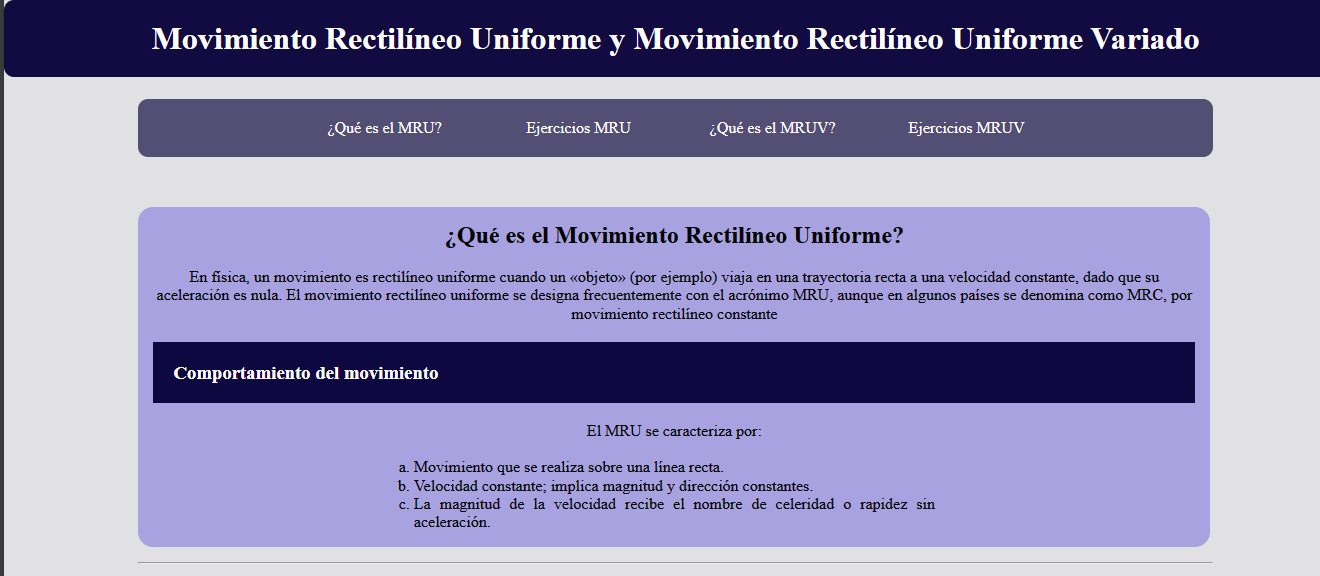 Movimiento Rectilíneo Uniforme y Movimiento Rectilíneo Uniforme Variado
¿Qué es el MRU? Ejercicios MRU ¿Qué es el MRUV? Ejercicios MRUV
¿Qué es el Movimiento Rectilíneo Uniforme?
En física, un movimiento es rectilíneo uniforme cuando un «objeto» (por ejemplo) viaja en una trayectoria recta a una velocidad constante, dado que su
aceleración es nula. El movimiento rectilíneo uniforme se designa frecuentemente con el acrónimo MRU, aunque en algunos países se denomina como MRC, por
movimiento rectilíneo constante
Comportamiento del movimiento
El MRU se caracteriza por:
a. Movimiento que se realiza sobre una línea recta.
b. Velocidad constante; implica magnitud y dirección constantes.
c. La magnitud de la velocidad recibe el nombre de celeridad o rapidez sin
aceleración.